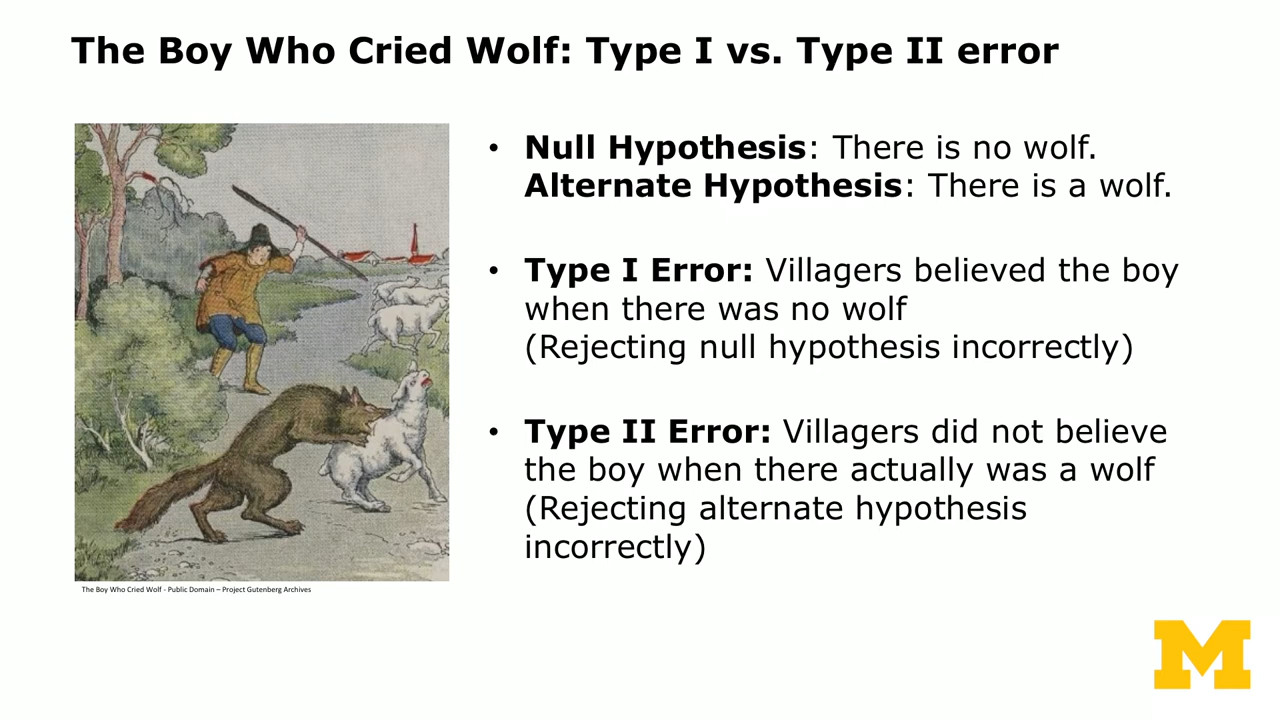 The Boy Who Cried Wolf: Type I vs. Type II error
• Null Hypothesis: There is no wolf.
Alternate Hypothesis: There is a wolf.
• Type I Error: Villagers believed the boy
when there was no wolf
(Rejecting null hypothesis incorrectly)
• Type II Error: Villagers did not believe
the boy when there actually was a wolf
(Rejecting alternate hypothesis
incorrectly)
The Boy Who Cried Wolf - Public Domain – Project Gutenberg Archives
M